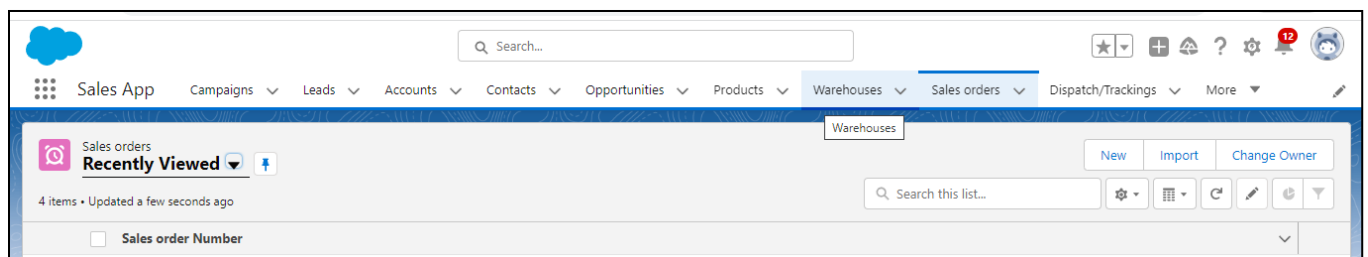 Search...
12
Sales App Campaigns Leads Accounts Contacts Opportunities Products Warehouses Sales orders Dispatch/Trackings More
Warehouses
Sales orders
Recently Viewed
New Import Change Owner
4 items • Updated a few seconds ago
Search this list...
Sales order Number